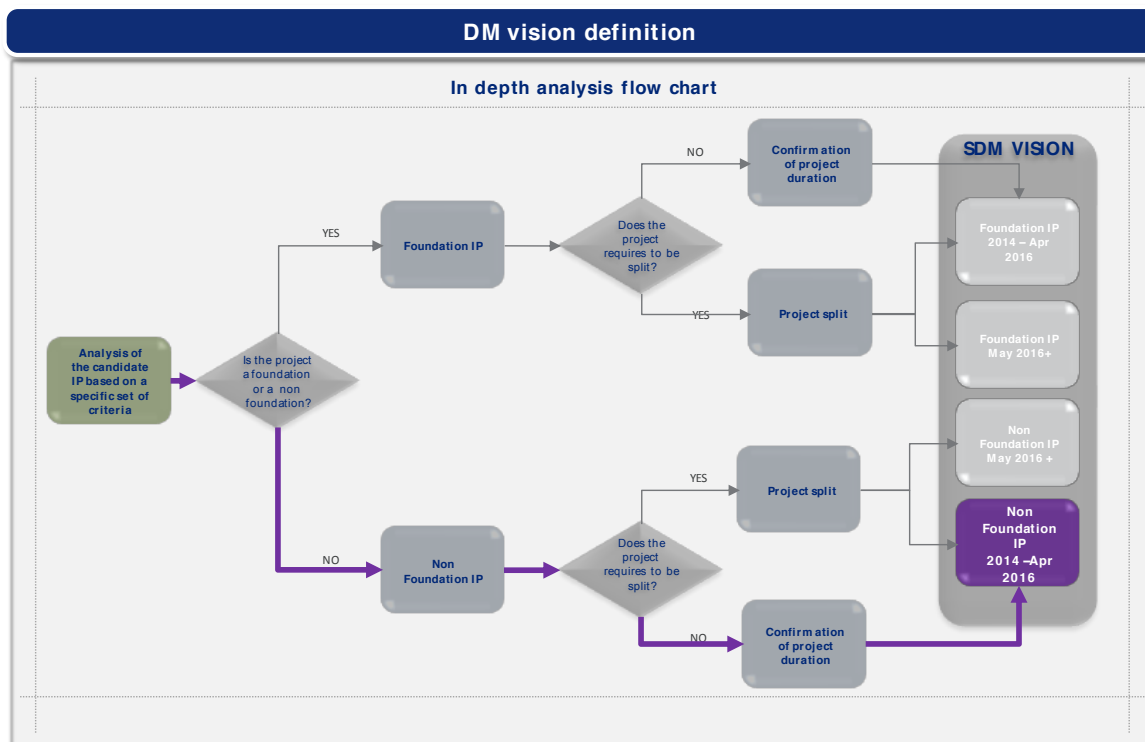 DM vision definition
In depth analysis flow chart
SDM VISION
NO
Confirmation
of project
duration
Foundation IP
2014 – Apr
2016
YES
Foundation IP
Does the
project
requires to be
split?
YES
Project split
Foundation IP
May 2016+
Analysis of
the candidate
IP based on a
specific set of
criteria
Is the project
a foundation
or a non
foundation?
Non
Foundation IP
May 2016 +
YES
Project split
Non
Foundation
IP
2014 –Apr
2016
NO
Non
Foundation IP
Does the
project
requires to be
split?
NO
Confirmation
of project
duration